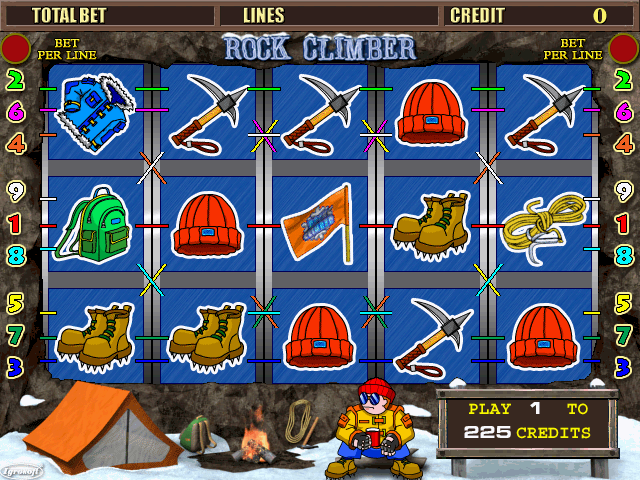 TOTAL BET LINES CREDIT 0
BET PER LINE
ROCK CLIMBER
BET PER LINE
2 2
6 6
4 4
9 9
1 1
8 8
5 5
7 7
3 3
PLAY 1 TO
225 CREDITS
Igrosoft